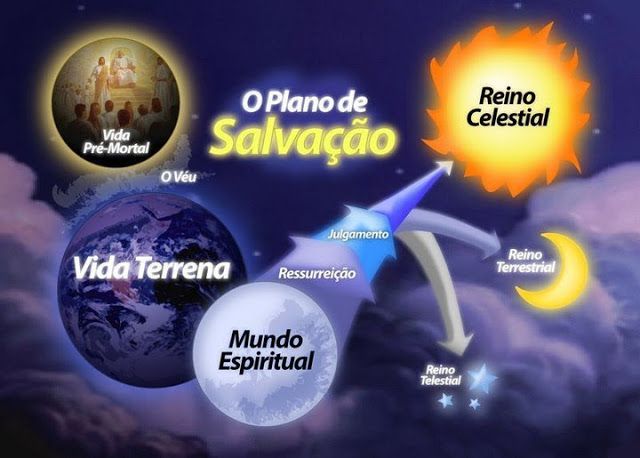 O Plano de
Salvação
Vida
Pré-Mortal
O Véu
Vida Terrena
Mundo
Espiritual
Ressurreição
Julgamento
Reino
Celestial
Reino
Terrestrial
Reino
Telestial